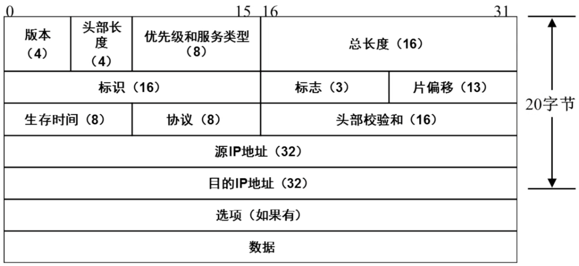 0 15 16 31
版本（4） 头部长度（4） 优先级和服务类型（8） 总长度（16）
标识（16） 标志（3） 片偏移（13）
20字节
生存时间（8） 协议（8） 头部校验和（16）
源IP地址（32）
目的IP地址（32）
选项（如果有）
数据